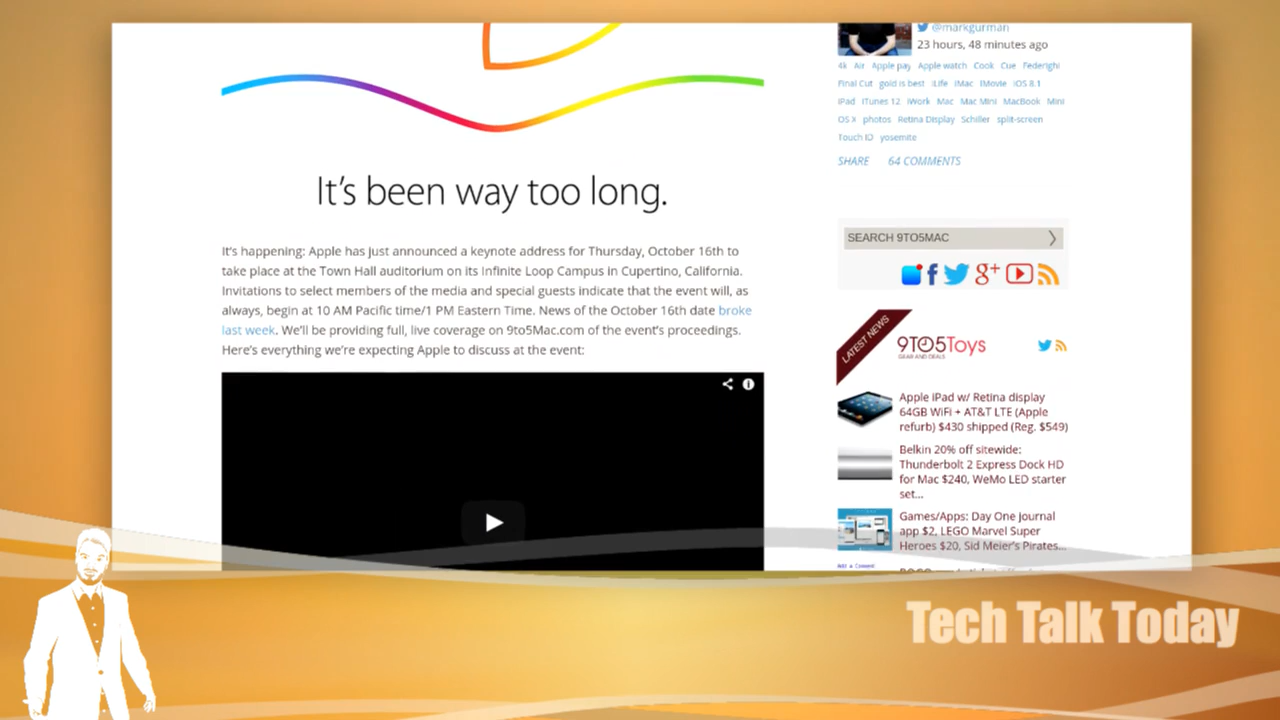 It's been way too long.
It's happening: Apple has just announced a keynote address for Thursday, October 16th to
take place at the Town Hall auditorium on its Infinite Loop Campus in Cupertino, California.
Invitations to select members of the media and special guests indicate that the event will, as
always, begin at 10 AM Pacific time/1 PM Eastern Time. News of the October 16th date broke
last week. We'll be providing full, live coverage on 9to5Mac.com of the event's proceedings.
Here's everything we're expecting Apple to discuss at the event:
@markgurman
23 hours, 48 minutes ago
4k Air Apple pay Apple watch Cook Cue Federighi
Final Cut gold is best iLife iMac iMovie iOS 8.1
iPad iTunes 12 iWork Mac Mac Mini MacBook Mini
OS X photos Retina Display Schiller split-screen
Touch ID yosemite
SHARE 64 COMMENTS
SEARCH 9TO5MAC
LATEST NEWS
9TO5Toys
GEAR AND DEALS
Apple iPad w/ Retina display
64GB WiFi + AT&T LTE (Apple
refurb) $430 shipped (Reg. $549)
Belkin 20% off sitewide:
Thunderbolt 2 Express Dock HD
for Mac $240, WeMo LED starter
set...
Games/Apps: Day One journal
app $2, LEGO Marvel Super
Heroes $20, Sid Meier's Pirates...
Tech Talk Today